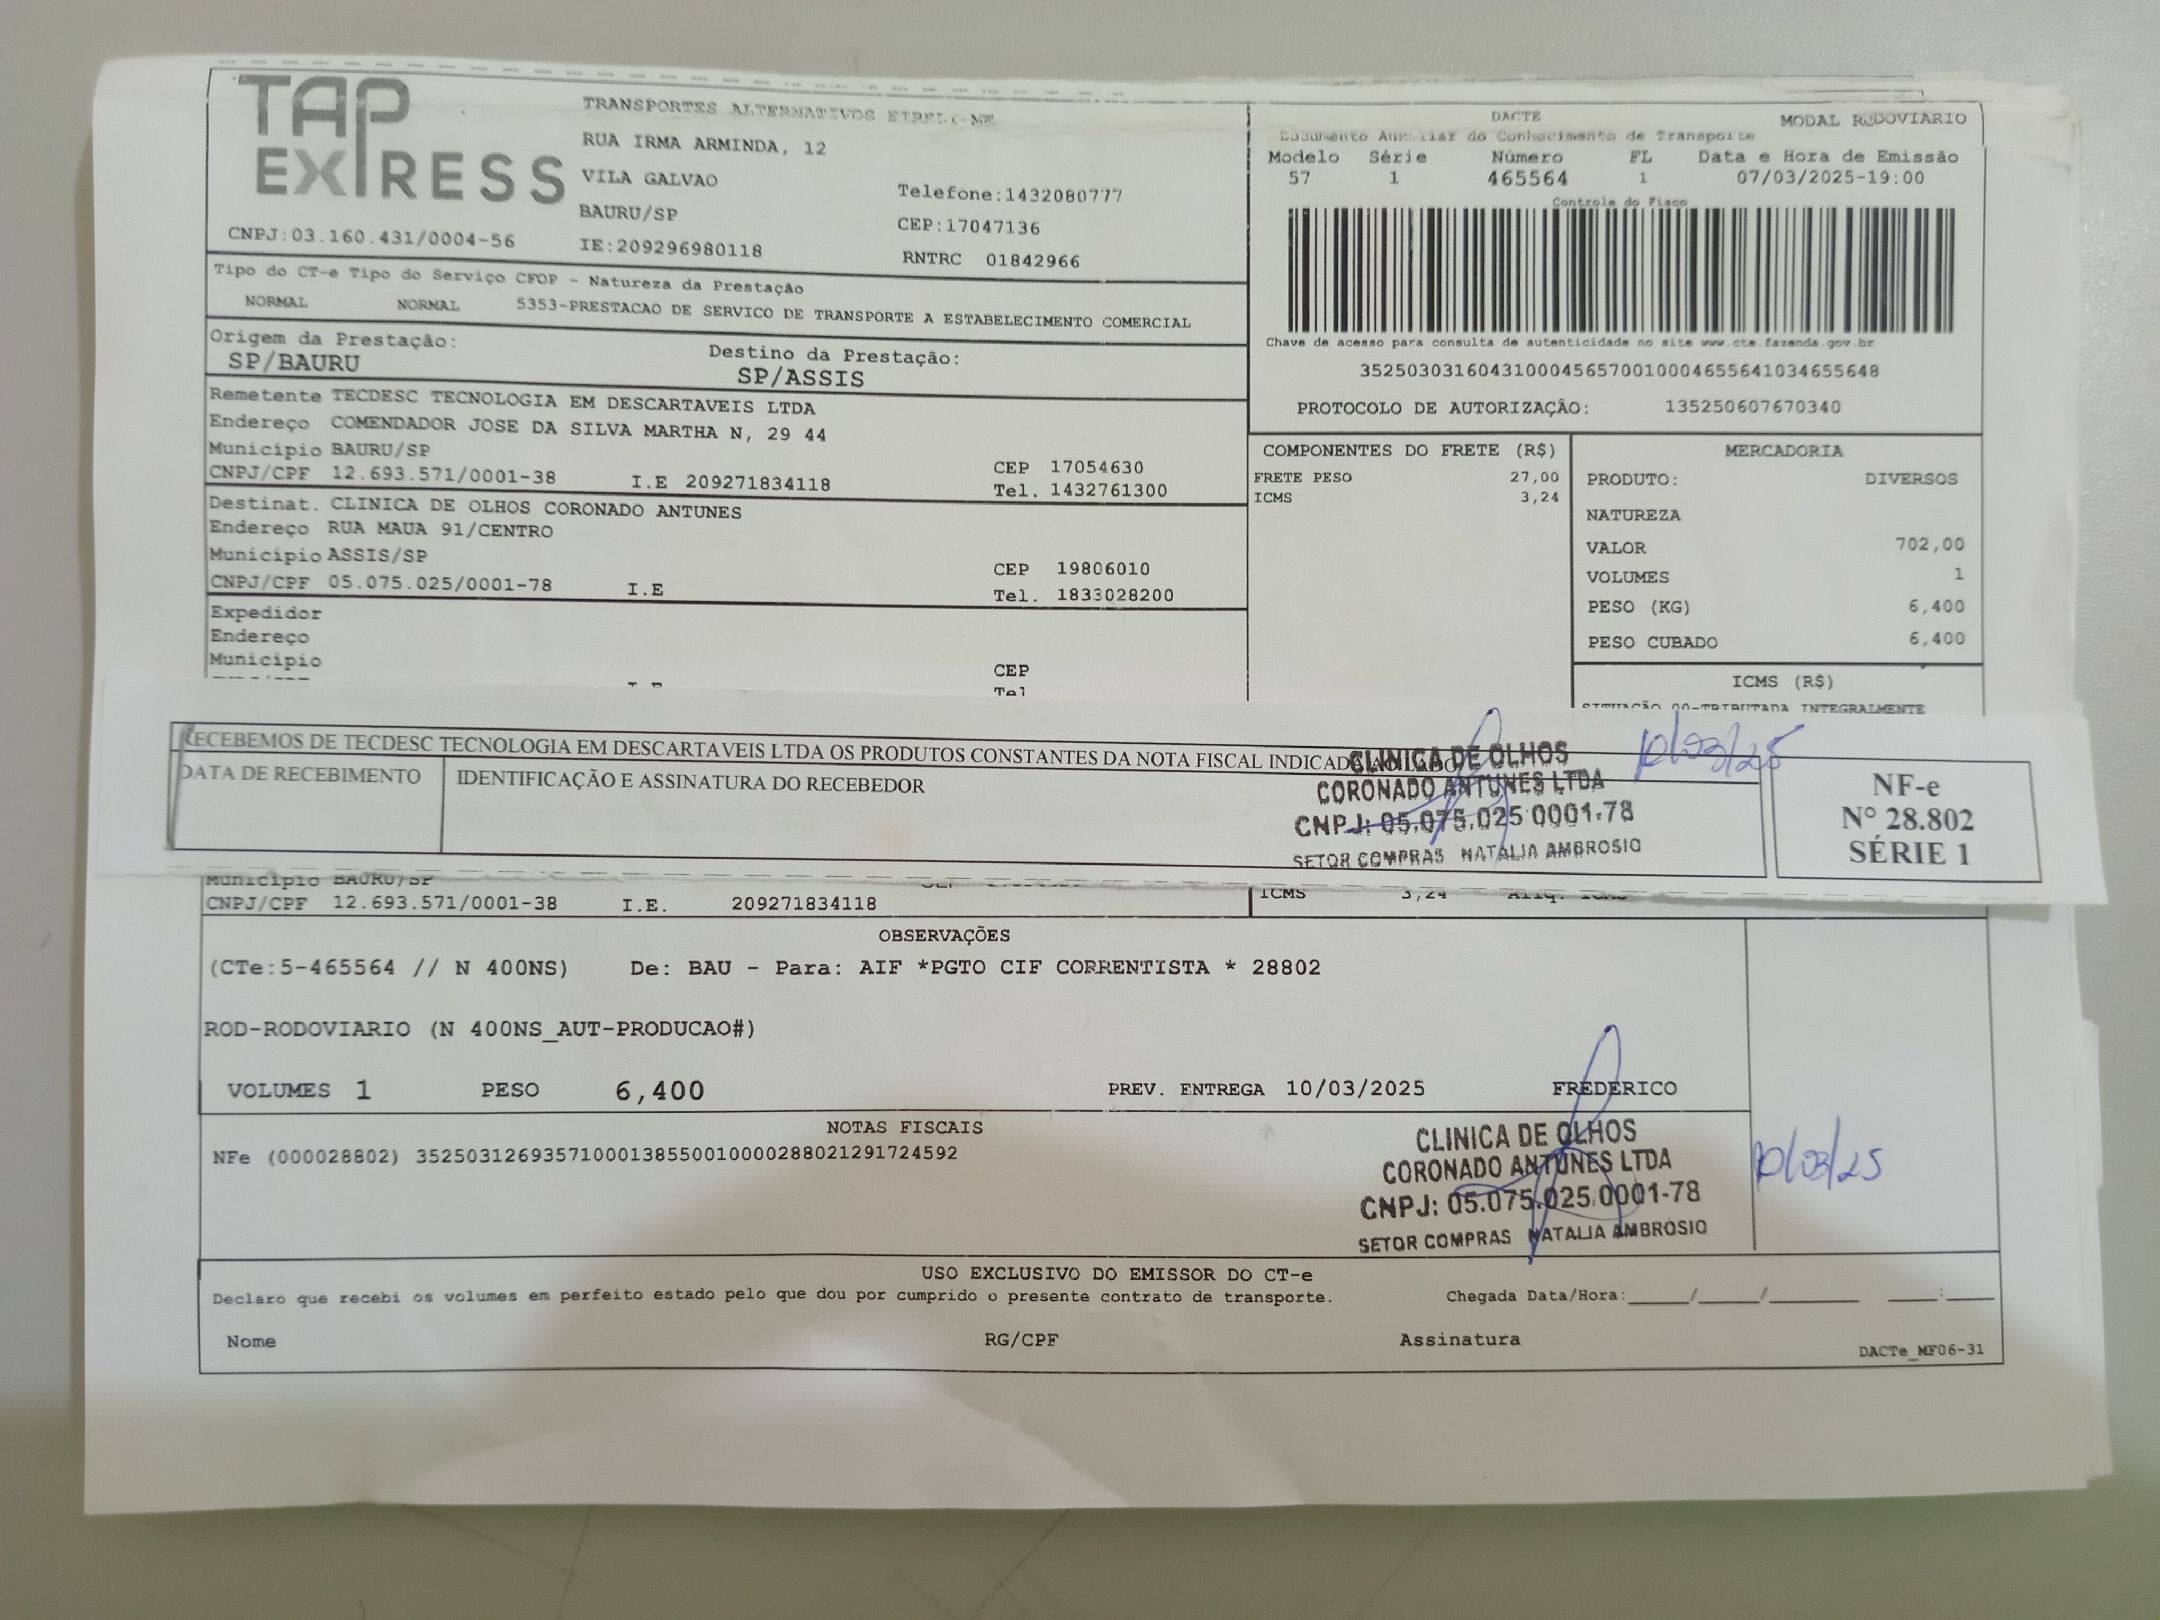 TAP EXPRESS
CNPJ:03.160.431/0004-56
TRANSPORTES ALTERNATIVOS EIRELI-ME
RUA IRMA ARMINDA, 12
VILA GALVAO
BAURU/SP
IE:209296980118
Telefone:1432080777
CEP:17047136
RNTRC 01842966
DACTE MODAL RODOVIARIO
Documento Auxiliar do Conhecimento de Transporte
Modelo Série Número FL Data e Hora de Emissão
57 1 465564 1 07/03/2025-19:00
Controle do Fisco
Chave de acesso para consulta de autenticidade no site www.cte.fazenda.gov.br
35250303160431000456570010004655641034655648
PROTOCOLO DE AUTORIZAÇÃO: 135250607670340
Tipo do CT-e Tipo do Serviço CFOP - Natureza da Prestação
NORMAL NORMAL 5353-PRESTACAO DE SERVICO DE TRANSPORTE A ESTABELECIMENTO COMERCIAL
Origem da Prestação: Destino da Prestação:
SP/BAURU SP/ASSIS
Remetente TECDESC TECNOLOGIA EM DESCARTAVEIS LTDA
Endereço COMENDADOR JOSE DA SILVA MARTHA N, 29 44
Município BAURU/SP CEP 17054630
CNPJ/CPF 12.693.571/0001-38 I.E 209271834118 Tel. 1432761300
Destinat. CLINICA DE OLHOS CORONADO ANTUNES
Endereço RUA MAUA 91/CENTRO
Município ASSIS/SP CEP 19806010
CNPJ/CPF 05.075.025/0001-78 I.E Tel. 1833028200
Expedidor
Endereço
Município CEP
Tel
COMPONENTES DO FRETE (R$)
FRETE PESO 27,00
ICMS 3,24
MERCADORIA
PRODUTO: DIVERSOS
NATUREZA
VALOR 702,00
VOLUMES 1
PESO (KG) 6,400
PESO CUBADO 6,400
ICMS (R$)
SITUAÇÃO 00-TRIBUTADA INTEGRALMENTE
RECEBEMOS DE TECDESC TECNOLOGIA EM DESCARTAVEIS LTDA OS PRODUTOS CONSTANTES DA NOTA FISCAL INDICADA AO LADO
DATA DE RECEBIMENTO IDENTIFICAÇÃO E ASSINATURA DO RECEBEDOR
CLINICA DE OLHOS
CORONADO ANTUNES LTDA
CNPJ: 05.075.025 0001-78
SETOR COMPRAS NATALIA AMBROSIO
10/03/25
NF-e
N° 28.802
SÉRIE 1
Município BAURU/SP
CNPJ/CPF 12.693.571/0001-38 I.E. 209271834118
ICMS 3,24 Aliq. ICMS
OBSERVAÇÕES
(CTe:5-465564 // N 400NS) De: BAU - Para: AIF *PGTO CIF CORRENTISTA * 28802
ROD-RODOVIARIO (N 400NS_AUT-PRODUCAO#)
VOLUMES 1 PESO 6,400 PREV. ENTREGA 10/03/2025 FREDERICO
NOTAS FISCAIS
NFe (000028802) 35250312693571000138550010000288021291724592
CLINICA DE OLHOS
CORONADO ANTUNES LTDA
CNPJ: 05.075.025.0001-78
SETOR COMPRAS NATALIA AMBRÓSIO
10/03/25
USO EXCLUSIVO DO EMISSOR DO CT-e
Declaro que recebi os volumes em perfeito estado pelo que dou por cumprido o presente contrato de transporte. Chegada Data/Hora:_____/_____/_________ _____:_____
Nome RG/CPF Assinatura
DACTe_MF06-31